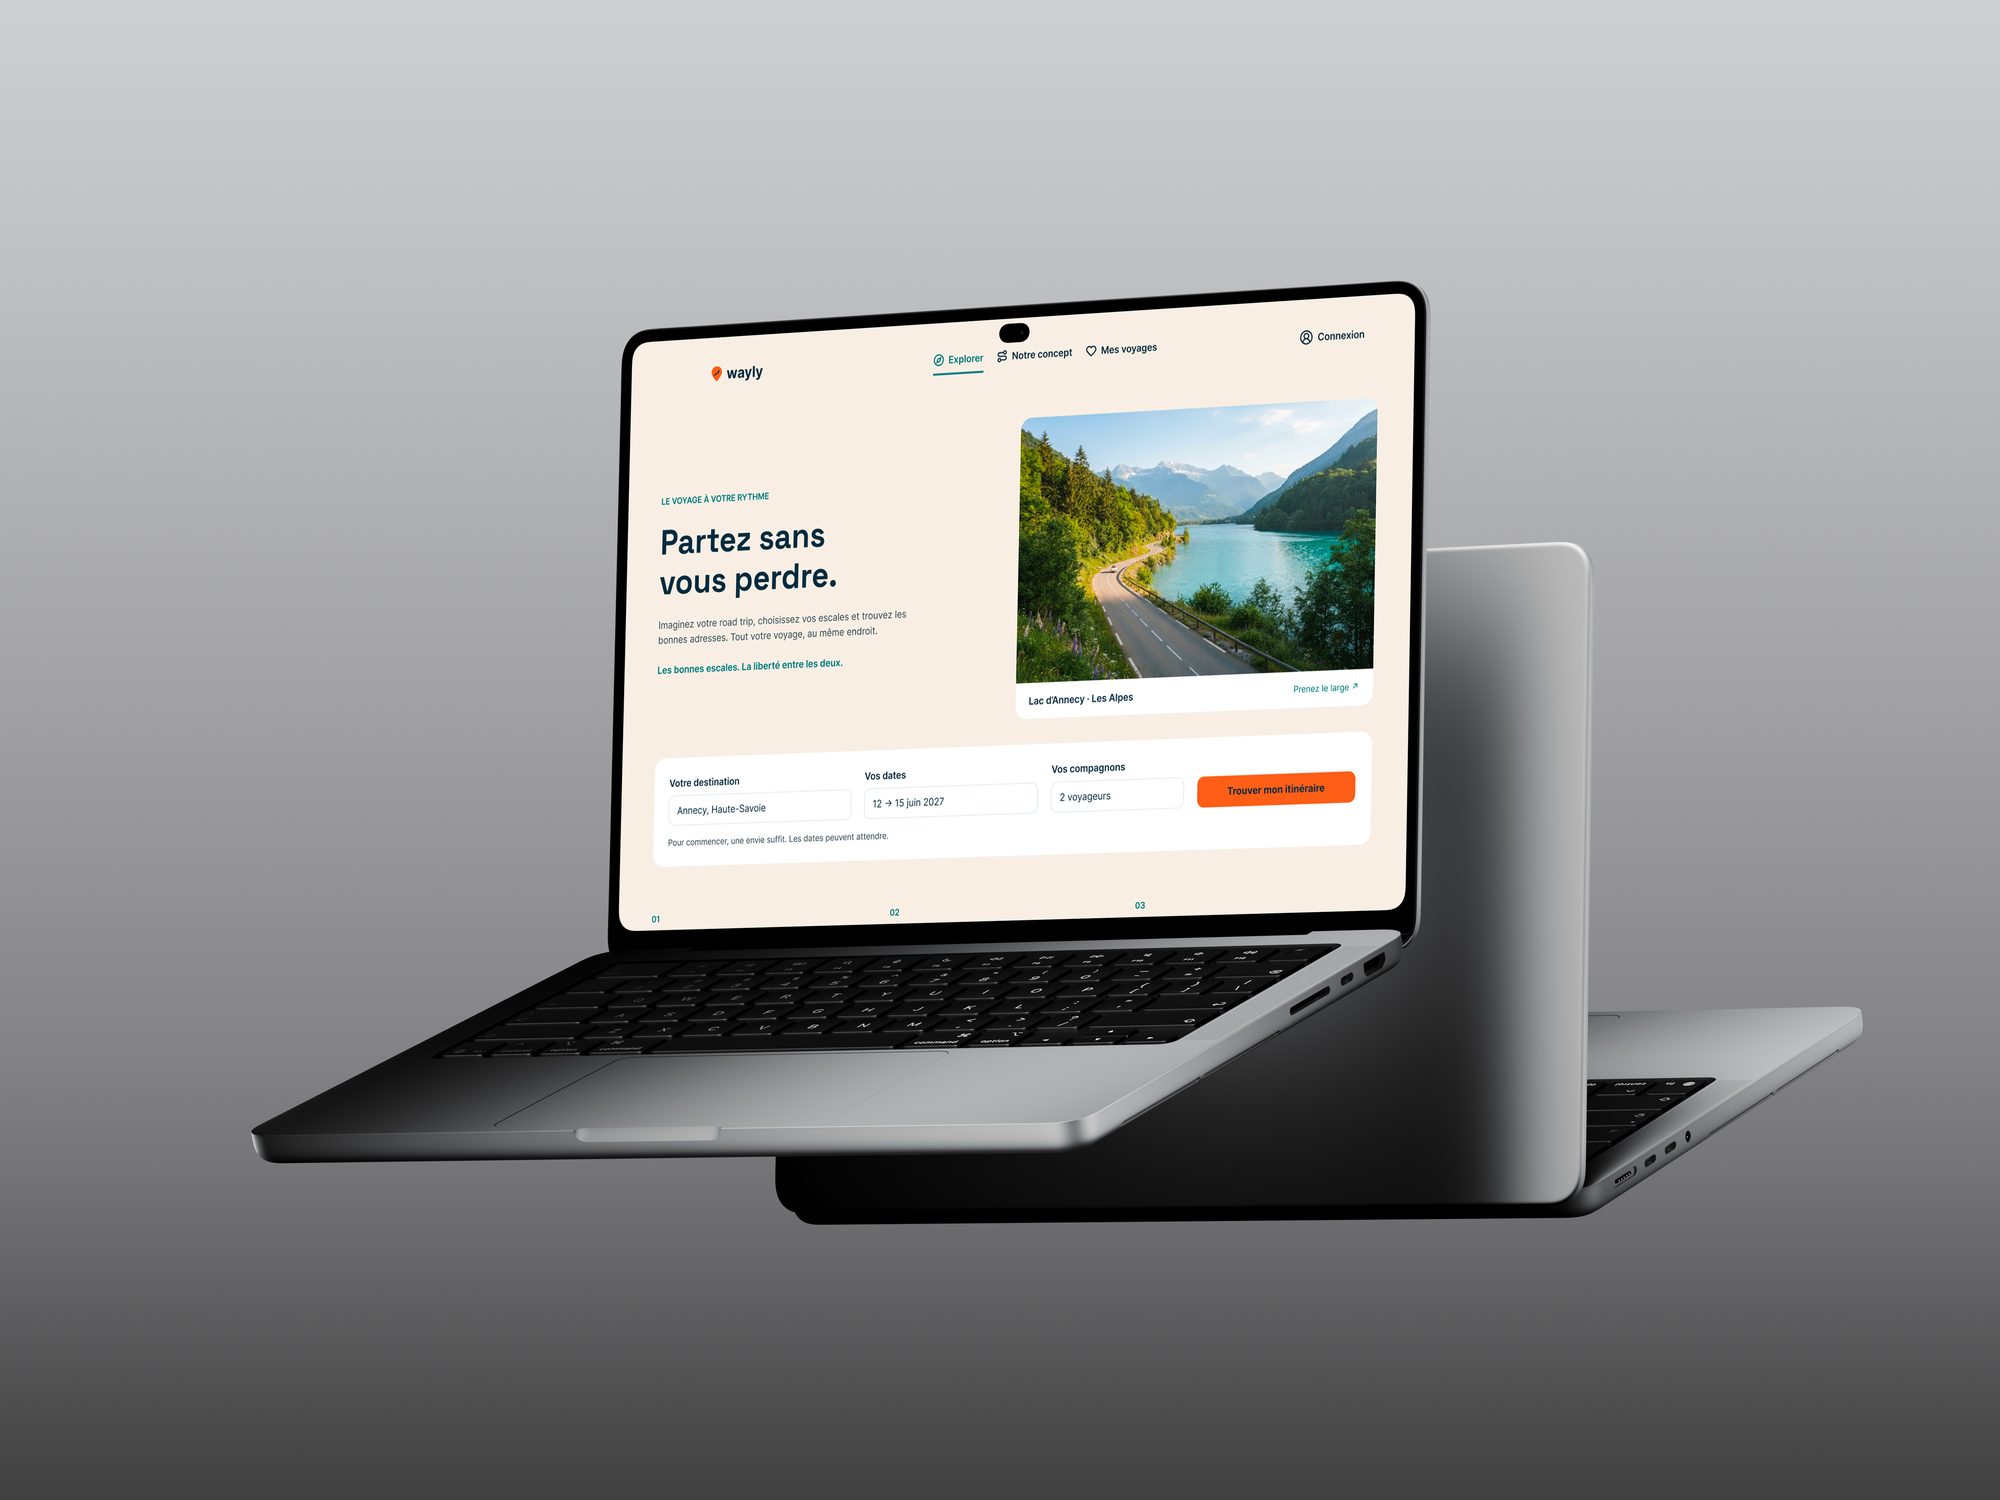 wayly
Explorer
Notre concept
Mes voyages
Connexion
LE VOYAGE À VOTRE RYTHME
Partez sans
vous perdre.
Imaginez votre road trip, choisissez vos escales et trouvez les
bonnes adresses. Tout votre voyage, au même endroit.
Les bonnes escales. La liberté entre les deux.
Lac d'Annecy · Les Alpes
Prenez le large ↗
Votre destination
Annecy, Haute-Savoie
Vos dates
12 → 15 juin 2027
Vos compagnons
2 voyageurs
Trouver mon itinéraire
Pour commencer, une envie suffit. Les dates peuvent attendre.
01
02
03
command
option